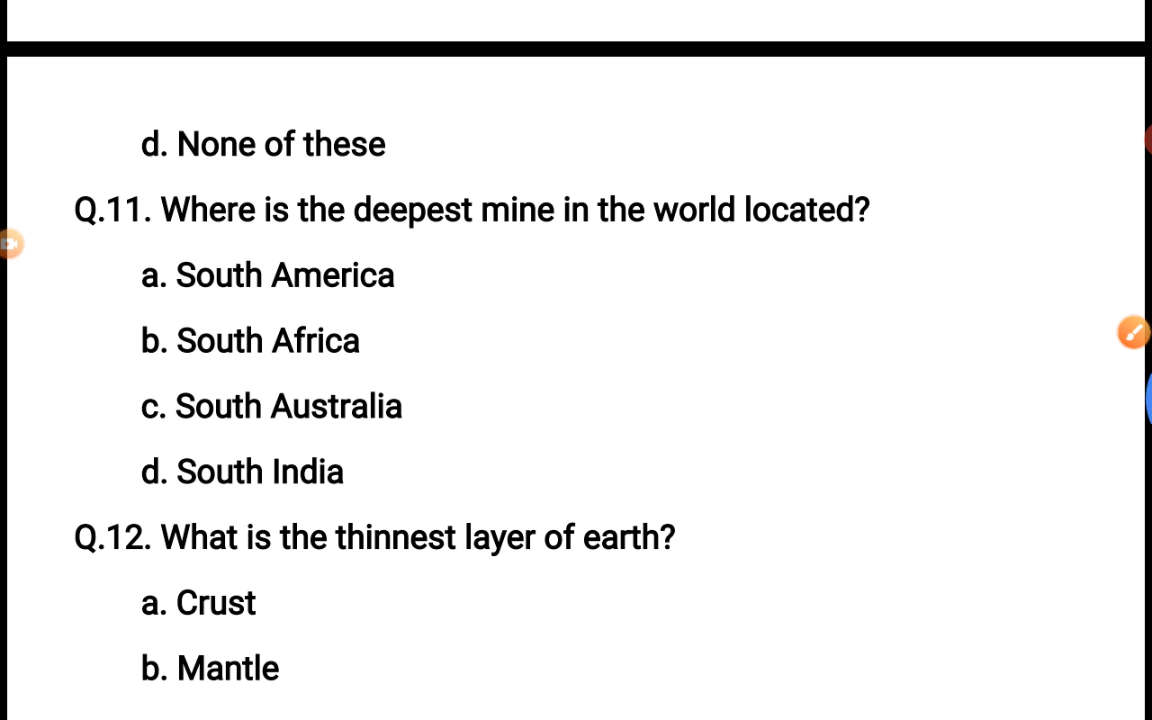 d. None of these
Q.11. Where is the deepest mine in the world located?
a. South America
b. South Africa
c. South Australia
d. South India
Q.12. What is the thinnest layer of earth?
a. Crust
b. Mantle